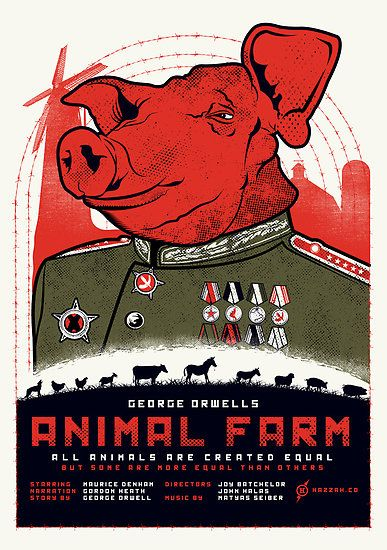 GEORGE ORWELLS
ANIMAL FARM
ALL ANIMALS ARE CREATED EQUAL
BUT SOME ARE MORE EQUAL THAN OTHERS
STARRING MAURICE DENHAM DIRECTORS JOY BATCHELOR
NARRATION GORDON HEATH JOHN HALAS
STORY BY GEORGE ORWELL MUSIC BY MATYAS SEIBER
HAZZAH.CO